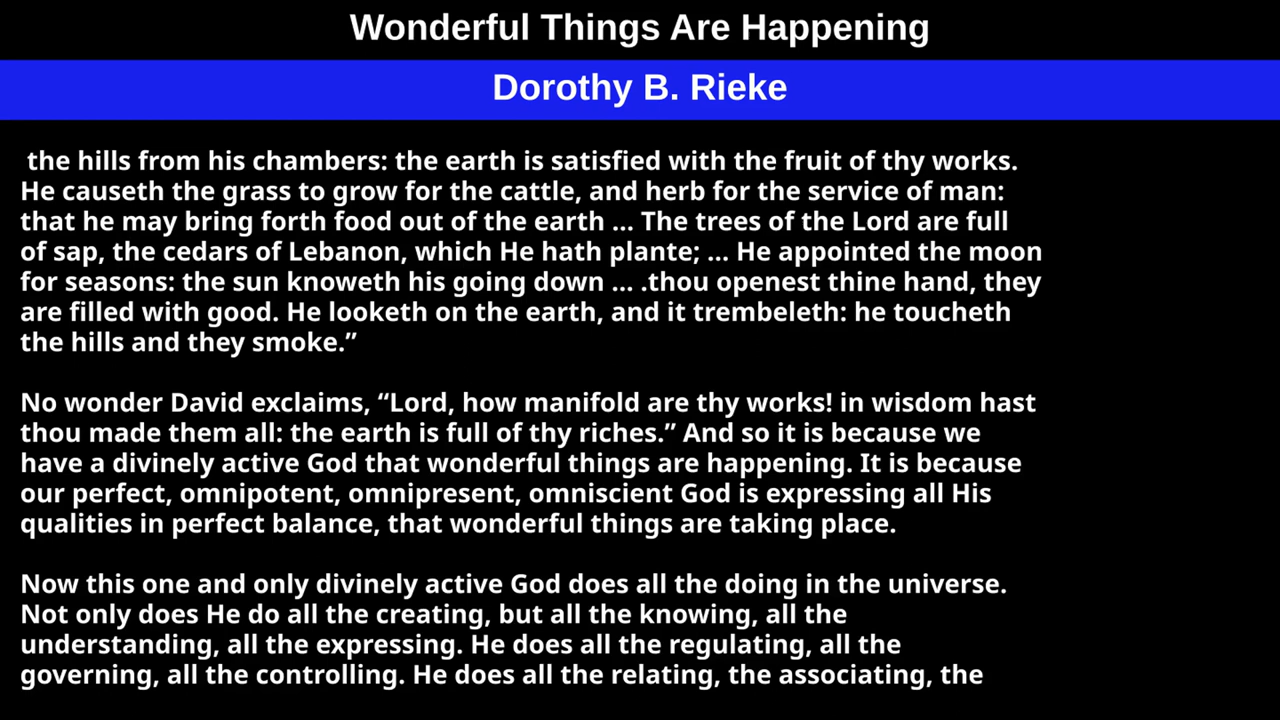 Wonderful Things Are Happening
Dorothy B. Rieke
the hills from his chambers: the earth is satisfied with the fruit of thy works.
He causeth the grass to grow for the cattle, and herb for the service of man:
that he may bring forth food out of the earth ... The trees of the Lord are full
of sap, the cedars of Lebanon, which He hath plante; ... He appointed the moon
for seasons: the sun knoweth his going down ... .thou openest thine hand, they
are filled with good. He looketh on the earth, and it trembeleth: he toucheth
the hills and they smoke.”
No wonder David exclaims, “Lord, how manifold are thy works! in wisdom hast
thou made them all: the earth is full of thy riches.” And so it is because we
have a divinely active God that wonderful things are happening. It is because
our perfect, omnipotent, omnipresent, omniscient God is expressing all His
qualities in perfect balance, that wonderful things are taking place.
Now this one and only divinely active God does all the doing in the universe.
Not only does He do all the creating, but all the knowing, all the
understanding, all the expressing. He does all the regulating, all the
governing, all the controlling. He does all the relating, the associating, the